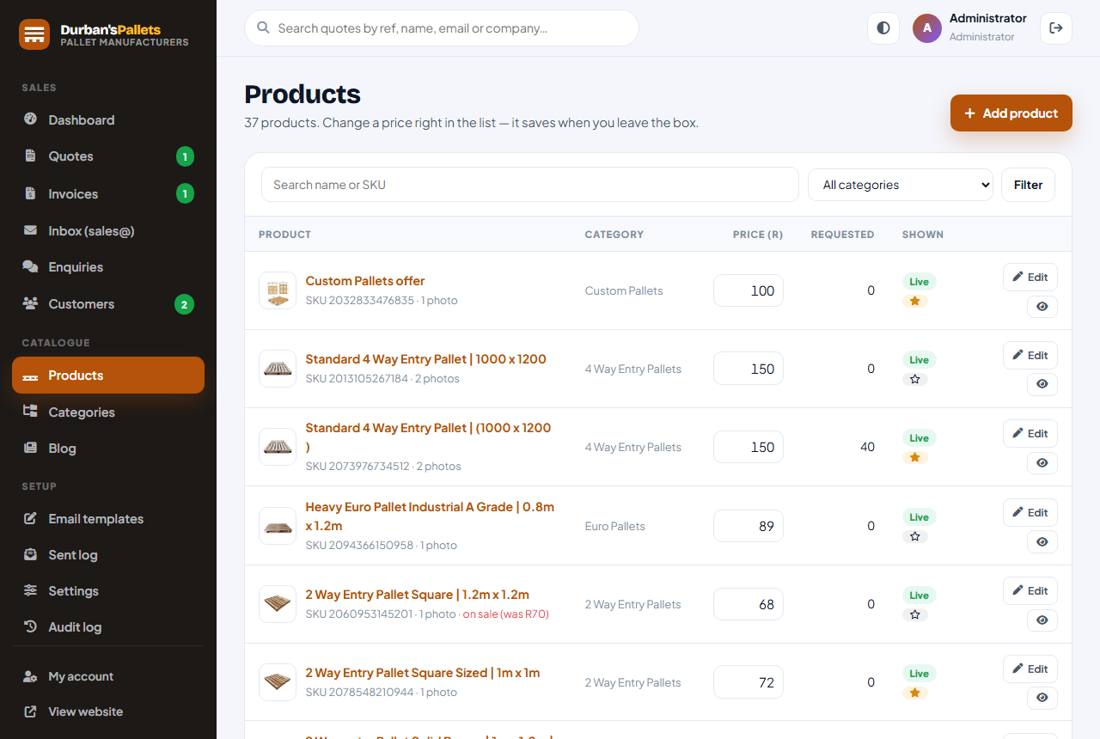 Durban'sPallets
PALLET MANUFACTURERS
SALES
Dashboard
Quotes 1
Invoices 1
Inbox (sales@)
Enquiries
Customers 2
CATALOGUE
Products
Categories
Blog
SETUP
Email templates
Sent log
Settings
Audit log
My account
View website
Search quotes by ref, name, email or company...
A
Administrator
Administrator
Products
37 products. Change a price right in the list — it saves when you leave the box.
+ Add product
Search name or SKU
All categories
Filter
PRODUCT CATEGORY PRICE (R) REQUESTED SHOWN
Custom Pallets offer
SKU 2032833476835 · 1 photo
Custom Pallets
100
0
Live
Edit
Standard 4 Way Entry Pallet | 1000 x 1200
SKU 2013105267184 · 2 photos
4 Way Entry Pallets
150
0
Live
Edit
Standard 4 Way Entry Pallet | (1000 x 1200
)
SKU 2073976734512 · 2 photos
4 Way Entry Pallets
150
40
Live
Edit
Heavy Euro Pallet Industrial A Grade | 0.8m
x 1.2m
SKU 2094366150958 · 1 photo
Euro Pallets
89
0
Live
Edit
2 Way Entry Pallet Square | 1.2m x 1.2m
SKU 2060953145201 · 1 photo · on sale (was R70)
2 Way Entry Pallets
68
0
Live
Edit
2 Way Entry Pallet Square Sized | 1m x 1m
SKU 2078548210944 · 1 photo
2 Way Entry Pallets
72
0
Live
Edit